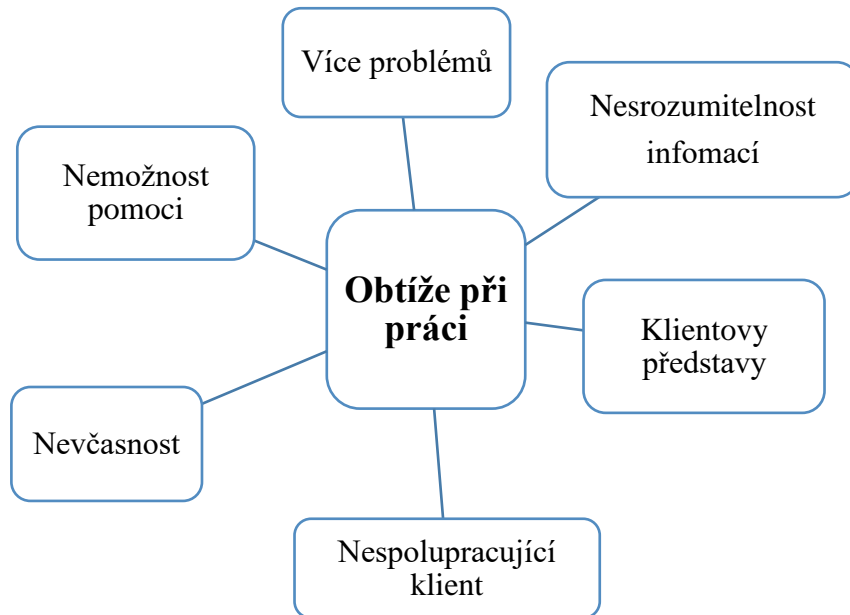 Více problémů
Nesrozumitelnost
infomací
Nemožnost
pomoci
Obtíže při
práci
Klientovy
představy
Nevčasnost
Nespolupracující
klient